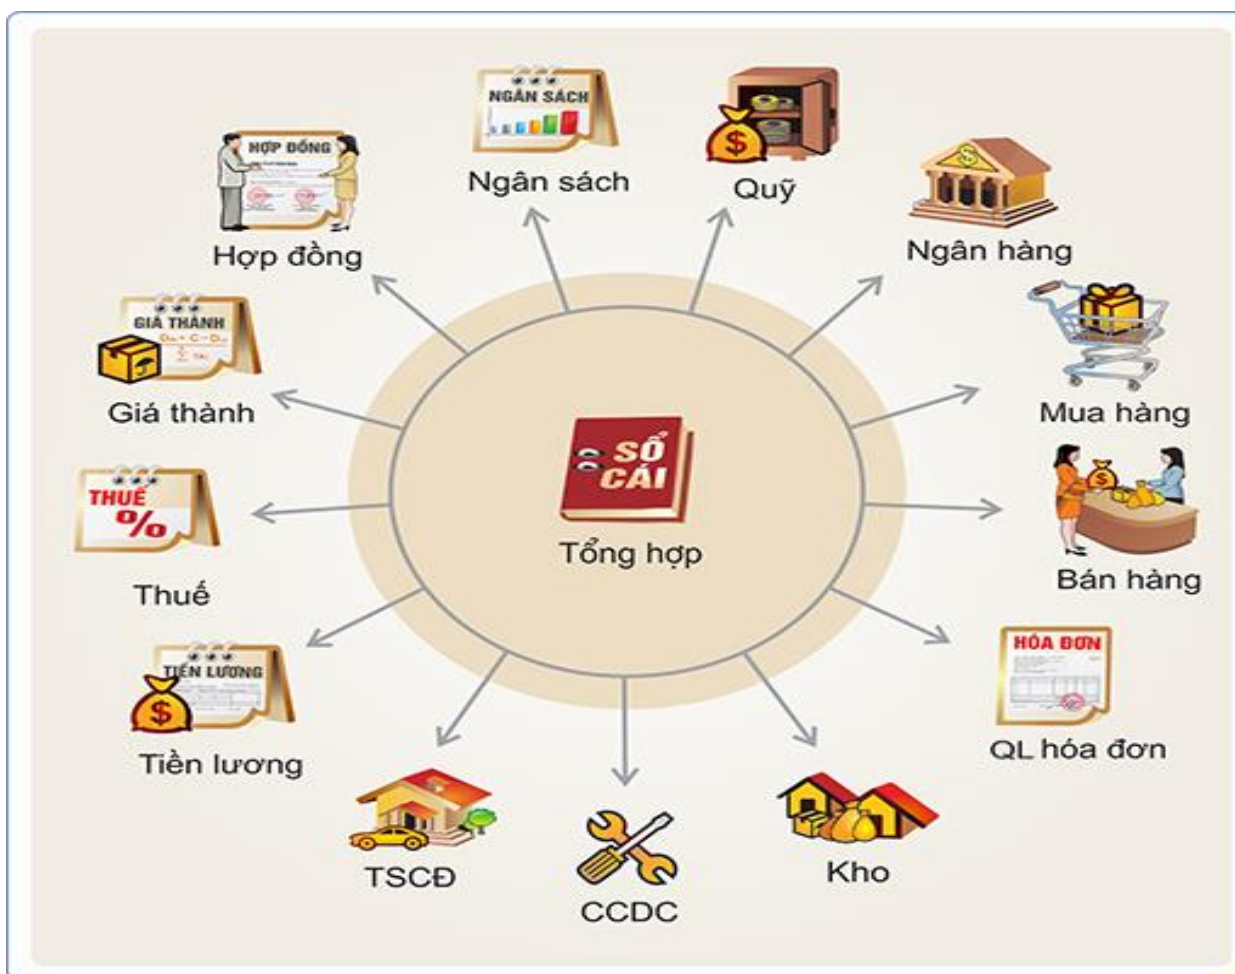 NGÂN SÁCH
Ngân sách
$
Quỹ
Ngân hàng
Mua hàng
$
Bán hàng
HÓA ĐƠN
QL hóa đơn
Kho
CCDC
TSCĐ
TIỀN LƯƠNG
$
Tiền lương
THUẾ
%
Thuế
GIÁ THÀNH
Giá thành
HỢP ĐỒNG
Hợp đồng
SỔ
CÁI
Tổng hợp